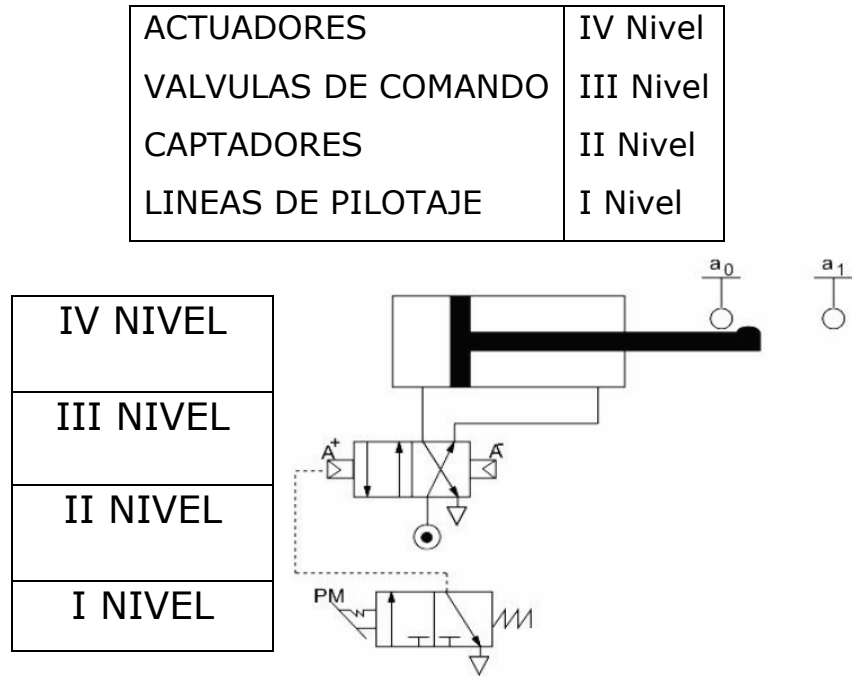 ACTUADORES IV Nivel
VALVULAS DE COMANDO III Nivel
CAPTADORES II Nivel
LINEAS DE PILOTAJE I Nivel
a0 a1
IV NIVEL
III NIVEL
A+ A-
II NIVEL
PM
I NIVEL